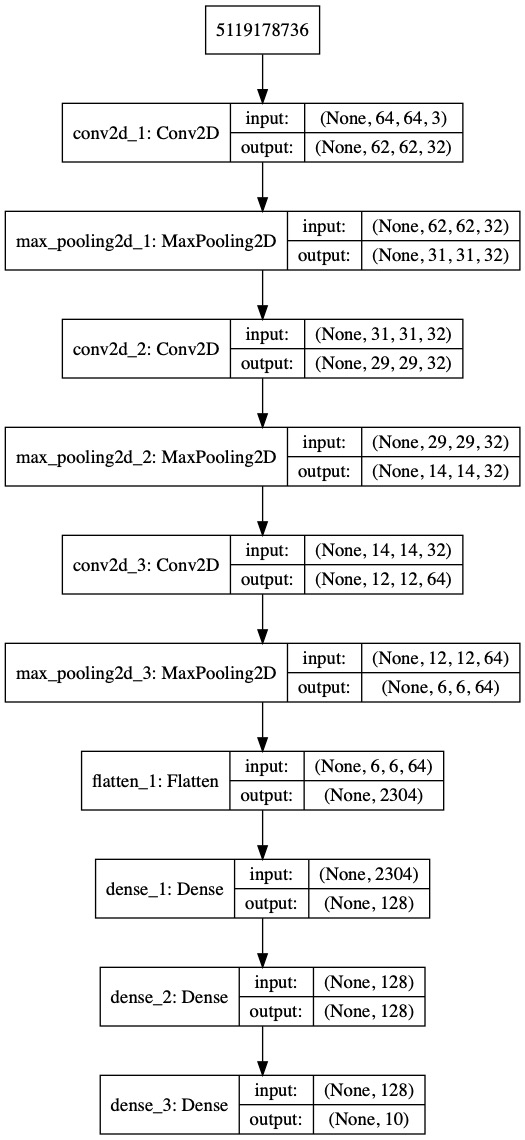 5119178736
conv2d_1: Conv2D
input: (None, 64, 64, 3)
output: (None, 62, 62, 32)
max_pooling2d_1: MaxPooling2D
input: (None, 62, 62, 32)
output: (None, 31, 31, 32)
conv2d_2: Conv2D
input: (None, 31, 31, 32)
output: (None, 29, 29, 32)
max_pooling2d_2: MaxPooling2D
input: (None, 29, 29, 32)
output: (None, 14, 14, 32)
conv2d_3: Conv2D
input: (None, 14, 14, 32)
output: (None, 12, 12, 64)
max_pooling2d_3: MaxPooling2D
input: (None, 12, 12, 64)
output: (None, 6, 6, 64)
flatten_1: Flatten
input: (None, 6, 6, 64)
output: (None, 2304)
dense_1: Dense
input: (None, 2304)
output: (None, 128)
dense_2: Dense
input: (None, 128)
output: (None, 128)
dense_3: Dense
input: (None, 128)
output: (None, 10)